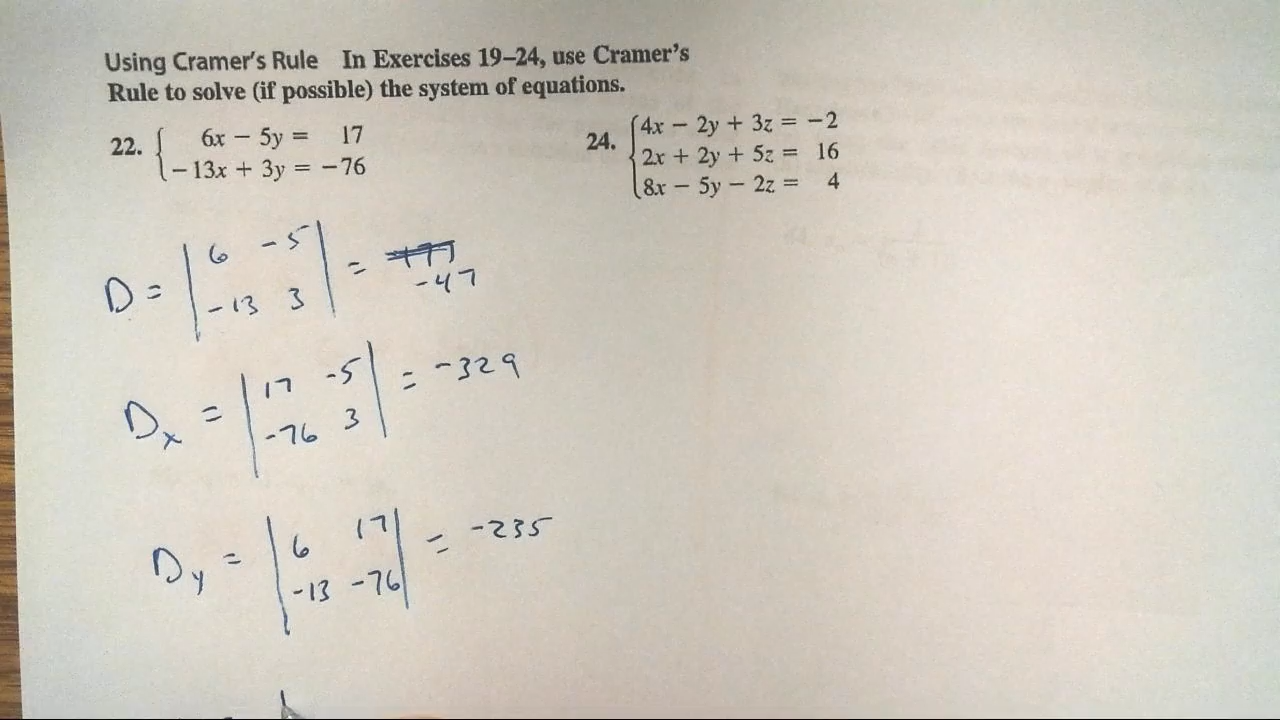 Using Cramer's Rule In Exercises 19–24, use Cramer's
Rule to solve (if possible) the system of equations.
22. { 6x − 5y = 17
−13x + 3y = −76
24. { 4x − 2y + 3z = −2
2x + 2y + 5z = 16
8x − 5y − 2z = 4
D = | 6 -5 | =
-47
| -13 3 |
Dx = | 17 -5 | = -329
| -76 3 |
Dy = | 6 17 | = -235
| -13 -76 |